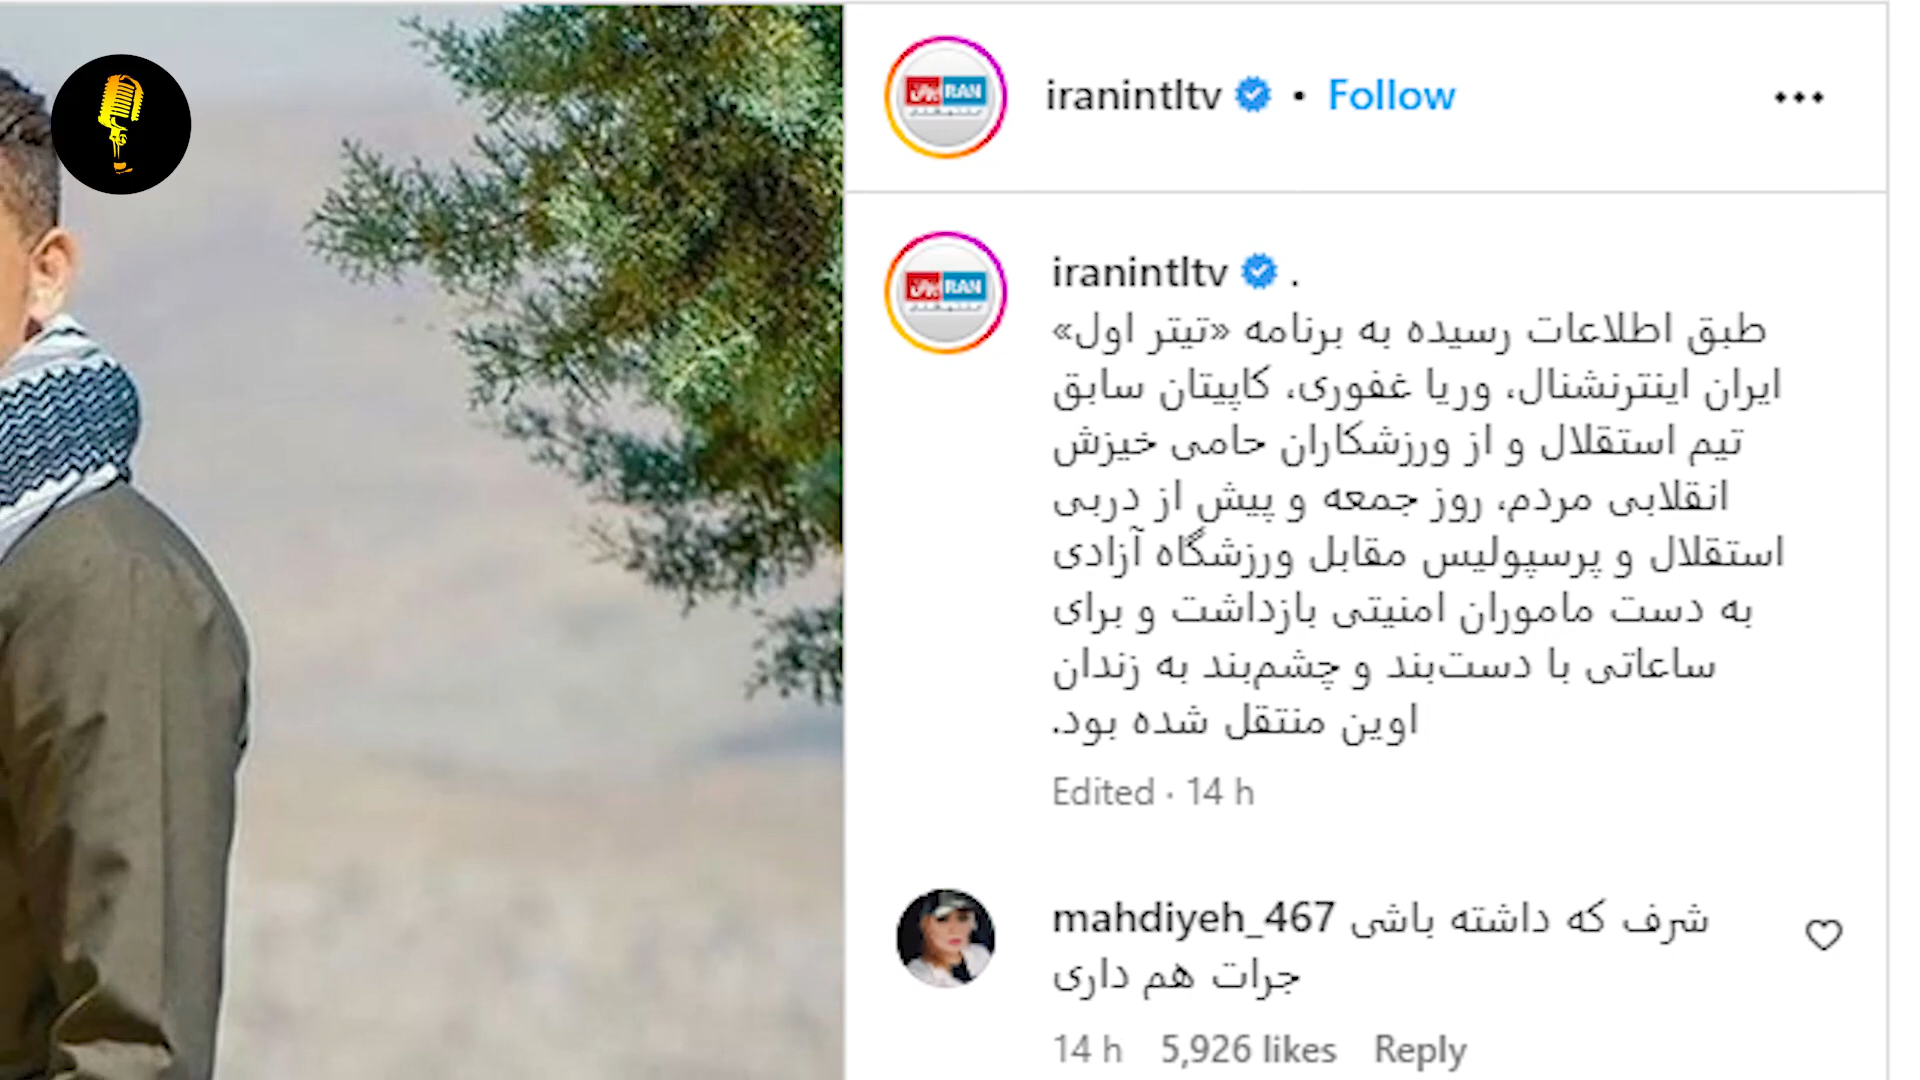 iranintltv • Follow
iranintltv .
طبق اطلاعات رسیده به برنامه «تیتر اول»
ایران اینترنشنال، وریا غفوری، کاپیتان سابق
تیم استقلال و از ورزشکاران حامی خیزش
انقلابی مردم، روز جمعه و پیش از دربی
استقلال و پرسپولیس مقابل ورزشگاه آزادی
به دست ماموران امنیتی بازداشت و برای
ساعاتی با دست‌بند و چشم‌بند به زندان
اوین منتقل شده بود.
Edited · 14 h
mahdiyeh_467 شرف که داشته باشی
جرات هم داری
14 h 5,926 likes Reply